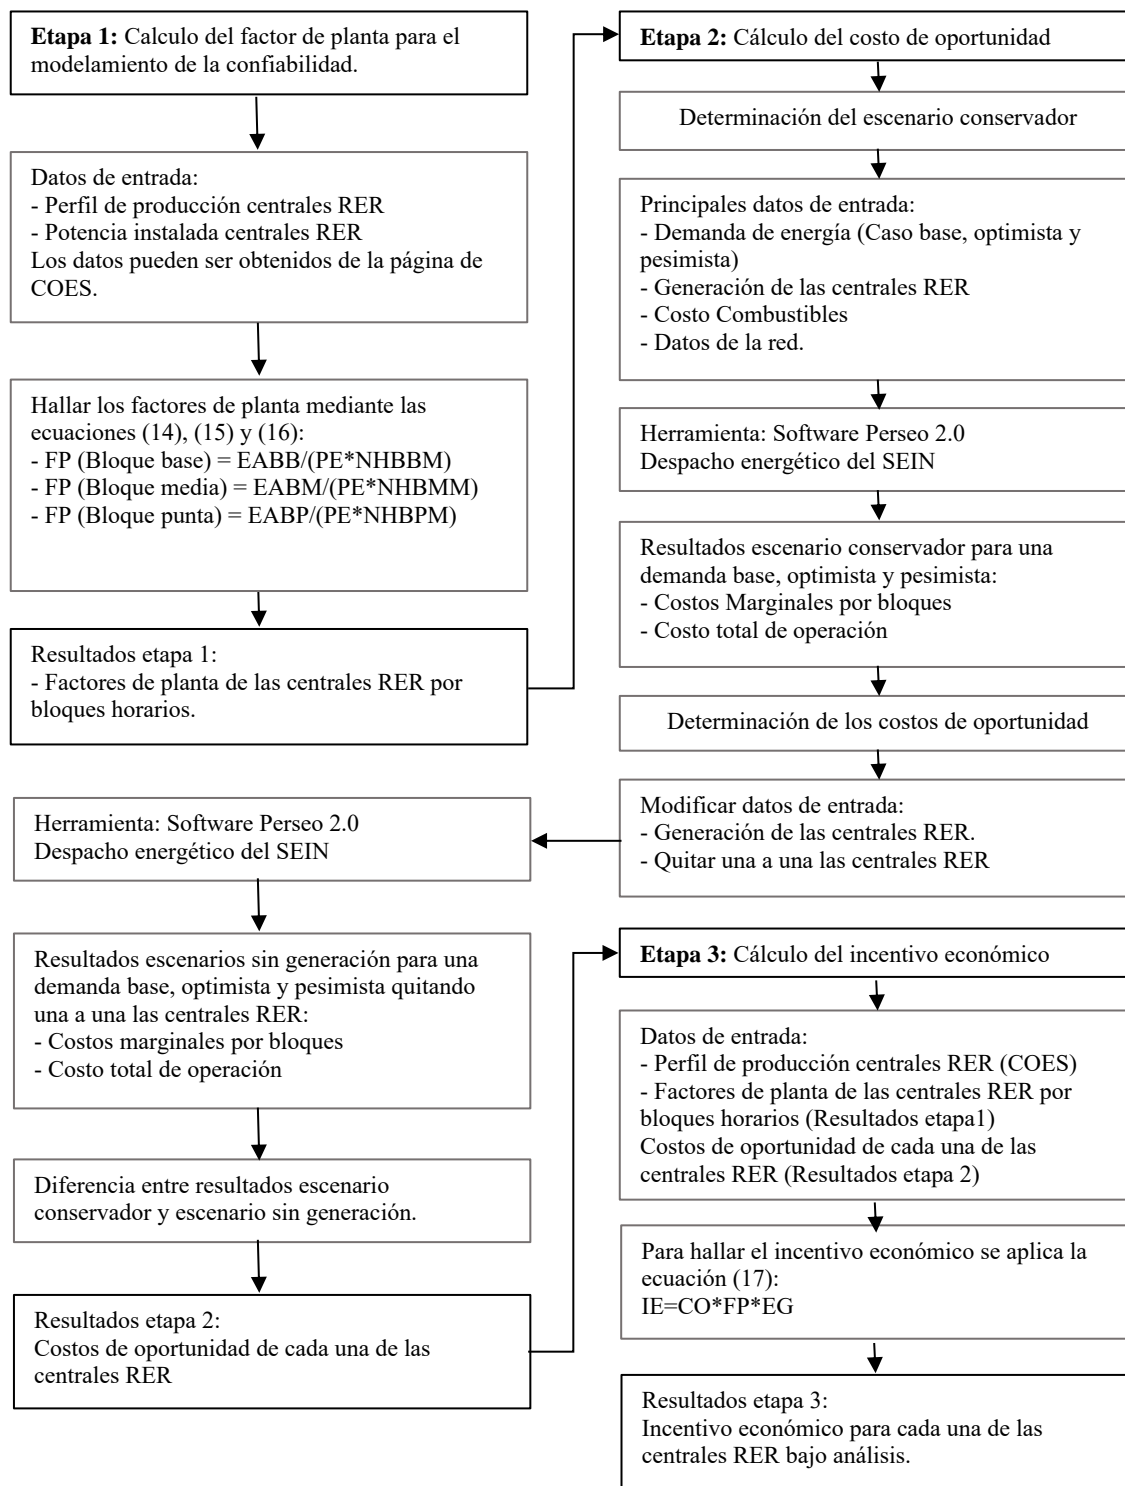 Etapa 1: Calculo del factor de planta para el
modelamiento de la confiabilidad.
Datos de entrada:
- Perfil de producción centrales RER
- Potencia instalada centrales RER
Los datos pueden ser obtenidos de la página de
COES.
Hallar los factores de planta mediante las
ecuaciones (14), (15) y (16):
- FP (Bloque base) = EABB/(PE*NHBBM)
- FP (Bloque media) = EABM/(PE*NHBMM)
- FP (Bloque punta) = EABP/(PE*NHBPM)
Resultados etapa 1:
- Factores de planta de las centrales RER por
bloques horarios.
Etapa 2: Cálculo del costo de oportunidad
Determinación del escenario conservador
Principales datos de entrada:
- Demanda de energía (Caso base, optimista y
pesimista)
- Generación de las centrales RER
- Costo Combustibles
- Datos de la red.
Herramienta: Software Perseo 2.0
Despacho energético del SEIN
Resultados escenario conservador para una
demanda base, optimista y pesimista:
- Costos Marginales por bloques
- Costo total de operación
Determinación de los costos de oportunidad
Modificar datos de entrada:
- Generación de las centrales RER.
- Quitar una a una las centrales RER
Herramienta: Software Perseo 2.0
Despacho energético del SEIN
Resultados escenarios sin generación para una
demanda base, optimista y pesimista quitando
una a una las centrales RER:
- Costos marginales por bloques
- Costo total de operación
Diferencia entre resultados escenario
conservador y escenario sin generación.
Resultados etapa 2:
Costos de oportunidad de cada una de las
centrales RER
Etapa 3: Cálculo del incentivo económico
Datos de entrada:
- Perfil de producción centrales RER (COES)
- Factores de planta de las centrales RER por
bloques horarios (Resultados etapa1)
Costos de oportunidad de cada una de las
centrales RER (Resultados etapa 2)
Para hallar el incentivo económico se aplica la
ecuación (17):
IE=CO*FP*EG
Resultados etapa 3:
Incentivo económico para cada una de las
centrales RER bajo análisis.